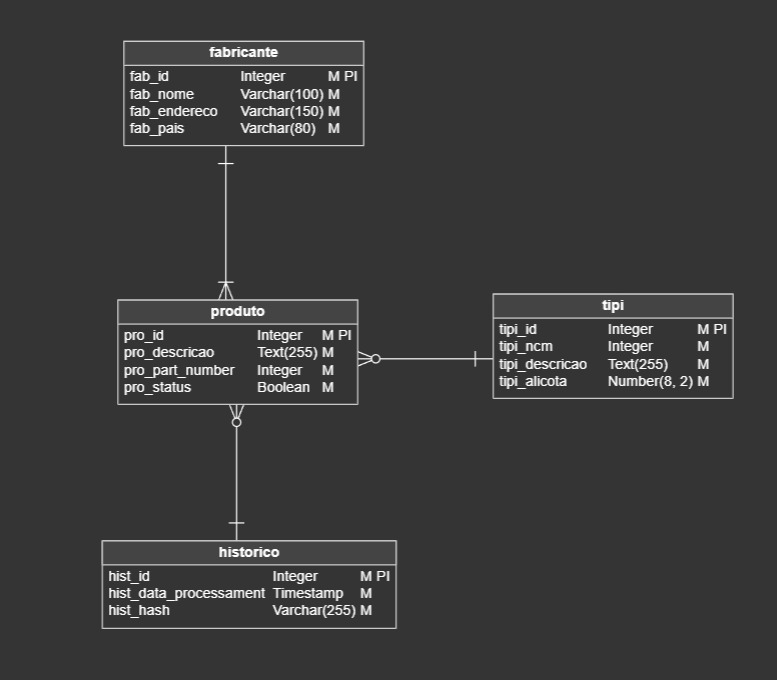 fabricante
fab_id Integer M PI
fab_nome Varchar(100) M
fab_endereco Varchar(150) M
fab_pais Varchar(80) M
produto
pro_id Integer M PI
pro_descricao Text(255) M
pro_part_number Integer M
pro_status Boolean M
tipi
tipi_id Integer M PI
tipi_ncm Integer M
tipi_descricao Text(255) M
tipi_alicota Number(8, 2) M
historico
hist_id Integer M PI
hist_data_processament Timestamp M
hist_hash Varchar(255) M